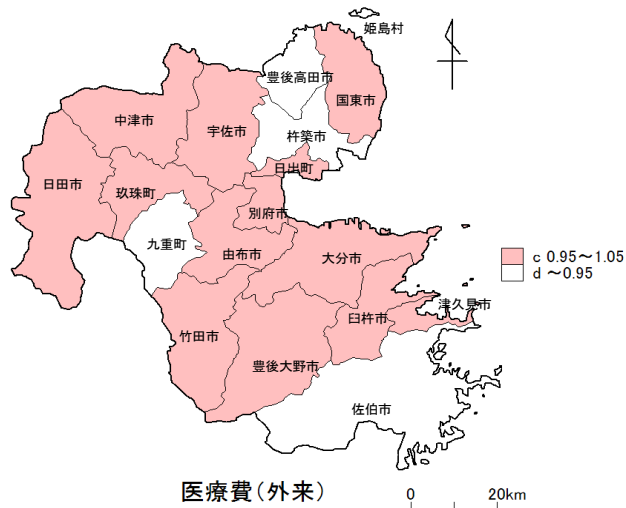 姫島村
豊後高田市
国東市
中津市
宇佐市
杵築市
日出町
日田市
玖珠町
別府市
九重町
由布市
大分市
c 0.95～1.05
d ～0.95
津久見市
臼杵市
竹田市
豊後大野市
佐伯市
医療費（外来）
0 20km